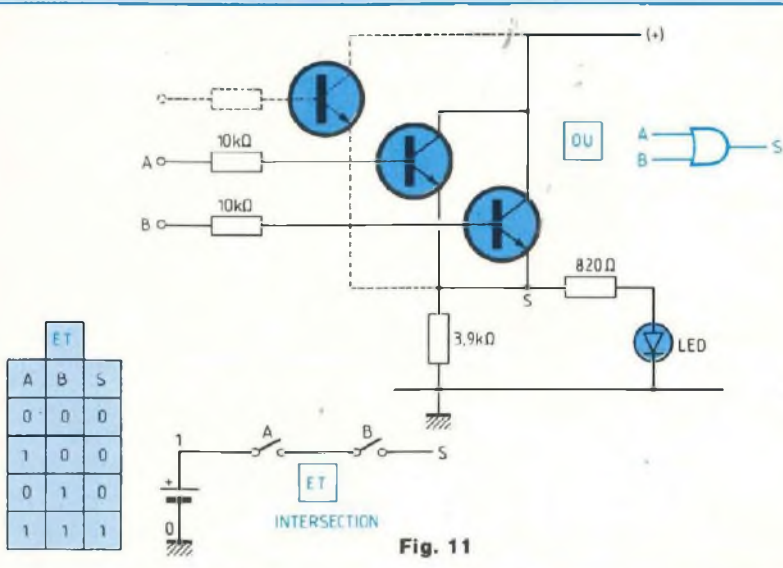 (+)
10kΩ
A
OU
A
B
S
10kΩ
B
S
820Ω
3,9kΩ
LED
ET
A B S
0 0 0
1 0 0
0 1 0
1 1 1
1
A
B
S
+
ET
0
INTERSECTION
Fig. 11